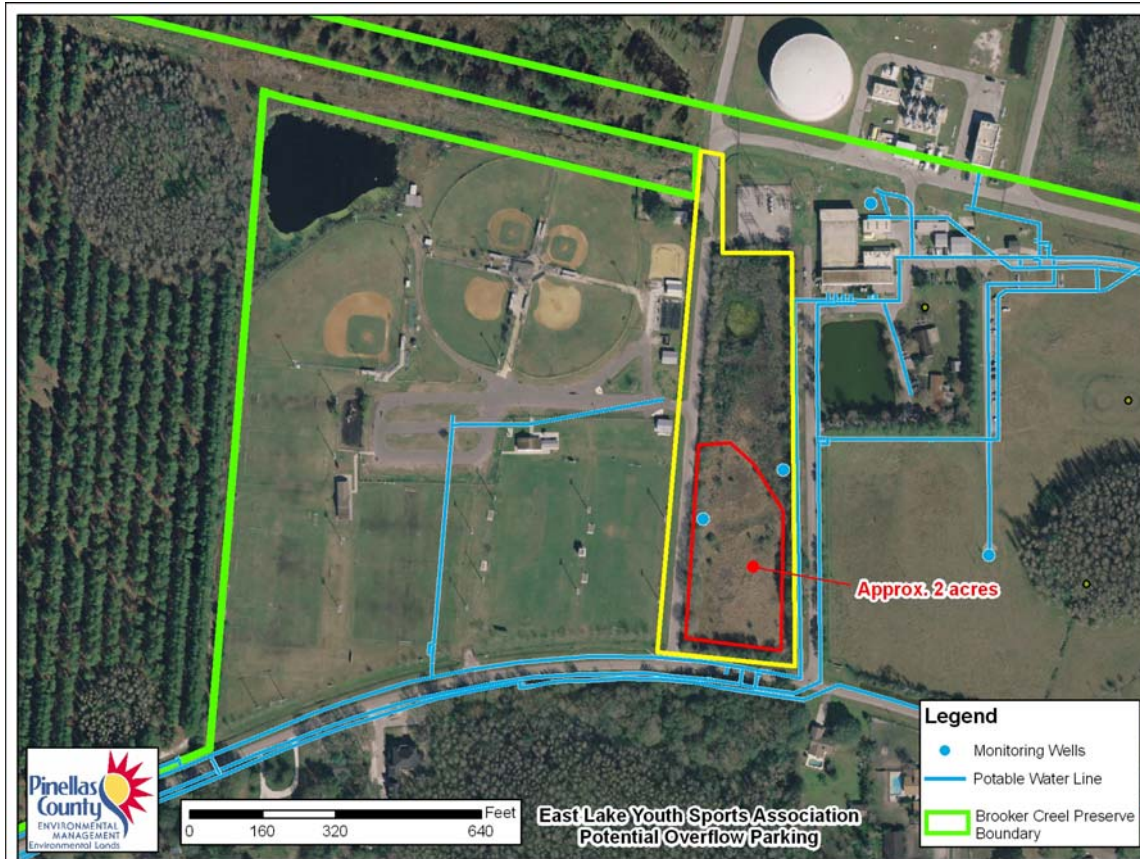 Approx. 2 acres
Legend
Monitoring Wells
Potable Water Line
Brooker Creel Preserve
Boundary
Pinellas
County
ENVIRONMENTAL
MANAGEMENT
Environmental Lands
Feet
0 160 320 640
East Lake Youth Sports Association
Potential Overflow Parking